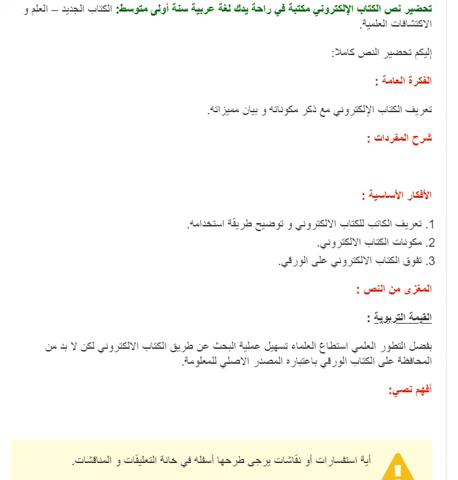 تحضير نص الكتاب الإلكتروني مكتبة في راحة يدك لغة عربية سنة أولى متوسط: الكتاب الجديد – العلم و
الاكتشافات العلمية.
إليكم تحضير النص كاملا:
الفكرة العامة :
تعريف الكتاب الإلكتروني مع ذكر مكوناته و بيان مميزاته.
شرح المفردات :
الأفكار الأساسية :
1. تعريف الكاتب للكتاب الالكتروني و توضيح طريقة استخدامه.
2. مكونات الكتاب الالكتروني.
3. تفوق الكتاب الالكتروني على الورقي.
المغزى من النص :
القيمة التربوية :
بفضل التطور العلمي استطاع العلماء تسهيل عملية البحث عن طريق الكتاب الالكتروني لكن لا بد من
المحافظة على الكتاب الورقي باعتباره المصدر الاصلي للمعلومة.
أفهم نصي:
أية استفسارات أو نقاشات يرجى طرحها أسفله في خانة التعليقات و المناقشات.